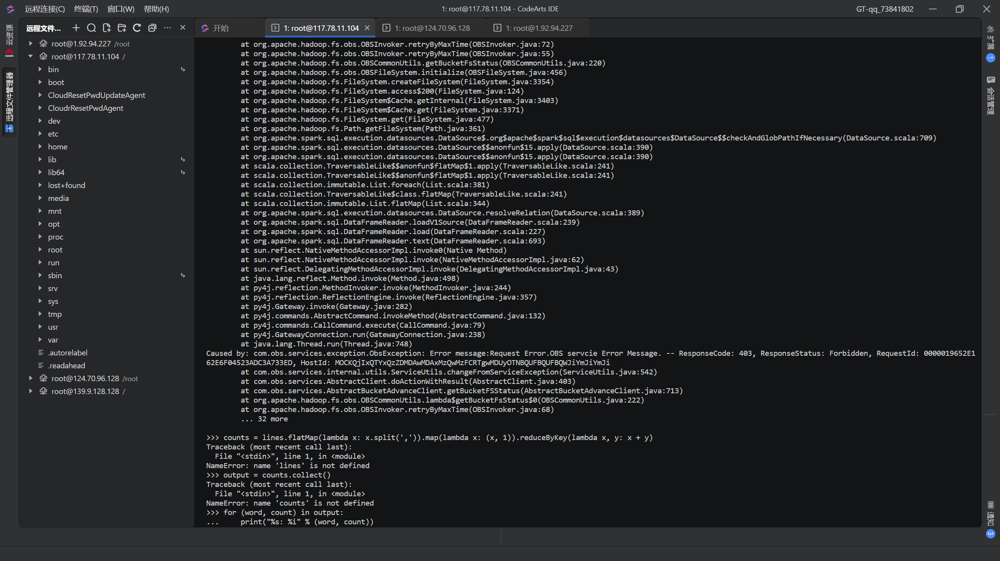 远程连接(C) 终端(T) 窗口(W) 帮助(H)
1: root@117.78.11.104 - CodeArts IDE
GT-qq_73841802
云资源
HUAWEI
远程文件管理器
远程文件...
root@1.92.94.227 /root
root@117.78.11.104 /
bin
boot
CloudResetPwdUpdateAgent
CloudrResetPwdAgent
dev
etc
home
lib
lib64
lost+found
media
mnt
opt
proc
root
run
sbin
srv
sys
tmp
usr
var
.autorelabel
.readahead
root@124.70.96.128 /root
root@139.9.128.128 /
开始
1: root@117.78.11.104
1: root@124.70.96.128
1: root@1.92.94.227
at org.apache.hadoop.fs.obs.OBSInvoker.retryByMaxTime(OBSInvoker.java:72)
at org.apache.hadoop.fs.obs.OBSInvoker.retryByMaxTime(OBSInvoker.java:55)
at org.apache.hadoop.fs.obs.OBSCommonUtils.getBucketFsStatus(OBSCommonUtils.java:220)
at org.apache.hadoop.fs.obs.OBSFileSystem.initialize(OBSFileSystem.java:456)
at org.apache.hadoop.fs.FileSystem.createFileSystem(FileSystem.java:3354)
at org.apache.hadoop.fs.FileSystem.access$200(FileSystem.java:124)
at org.apache.hadoop.fs.FileSystem$Cache.getInternal(FileSystem.java:3403)
at org.apache.hadoop.fs.FileSystem$Cache.get(FileSystem.java:3371)
at org.apache.hadoop.fs.FileSystem.get(FileSystem.java:477)
at org.apache.hadoop.fs.Path.getFileSystem(Path.java:361)
at org.apache.spark.sql.execution.datasources.DataSource$.org$apache$spark$sql$execution$datasources$DataSource$$checkAndGlobPathIfNecessary(DataSource.scala:709)
at org.apache.spark.sql.execution.datasources.DataSource$$anonfun$15.apply(DataSource.scala:390)
at org.apache.spark.sql.execution.datasources.DataSource$$anonfun$15.apply(DataSource.scala:390)
at scala.collection.TraversableLike$$anonfun$flatMap$1.apply(TraversableLike.scala:241)
at scala.collection.TraversableLike$$anonfun$flatMap$1.apply(TraversableLike.scala:241)
at scala.collection.immutable.List.foreach(List.scala:381)
at scala.collection.TraversableLike$class.flatMap(TraversableLike.scala:241)
at scala.collection.immutable.List.flatMap(List.scala:344)
at org.apache.spark.sql.execution.datasources.DataSource.resolveRelation(DataSource.scala:389)
at org.apache.spark.sql.DataFrameReader.loadV1Source(DataFrameReader.scala:239)
at org.apache.spark.sql.DataFrameReader.load(DataFrameReader.scala:227)
at org.apache.spark.sql.DataFrameReader.text(DataFrameReader.scala:693)
at sun.reflect.NativeMethodAccessorImpl.invoke0(Native Method)
at sun.reflect.NativeMethodAccessorImpl.invoke(NativeMethodAccessorImpl.java:62)
at sun.reflect.DelegatingMethodAccessorImpl.invoke(DelegatingMethodAccessorImpl.java:43)
at java.lang.reflect.Method.invoke(Method.java:498)
at py4j.reflection.MethodInvoker.invoke(MethodInvoker.java:244)
at py4j.reflection.ReflectionEngine.invoke(ReflectionEngine.java:357)
at py4j.Gateway.invoke(Gateway.java:282)
at py4j.commands.AbstractCommand.invokeMethod(AbstractCommand.java:132)
at py4j.commands.CallCommand.execute(CallCommand.java:79)
at py4j.GatewayConnection.run(GatewayConnection.java:238)
at java.lang.Thread.run(Thread.java:748)
Caused by: com.obs.services.exception.ObsException: Error message:Request Error.OBS servcie Error Message. -- ResponseCode: 403, ResponseStatus: Forbidden, RequestId: 0000019652E1
62E6F04523ADC3A733ED, HostId: MOCKQjIxQTYxQzZDMDAwMDAxMzQwMzFCRTgwMDUyOTNBQUFBQUFBQWJiYmJiYmJi
at com.obs.services.internal.utils.ServiceUtils.changeFromServiceException(ServiceUtils.java:542)
at com.obs.services.AbstractClient.doActionWithResult(AbstractClient.java:403)
at com.obs.services.AbstractBucketAdvanceClient.getBucketFSStatus(AbstractBucketAdvanceClient.java:713)
at org.apache.hadoop.fs.obs.OBSCommonUtils.lambda$getBucketFsStatus$0(OBSCommonUtils.java:222)
at org.apache.hadoop.fs.obs.OBSInvoker.retryByMaxTime(OBSInvoker.java:68)
... 32 more
>>> counts = lines.flatMap(lambda x: x.split(',')).map(lambda x: (x, 1)).reduceByKey(lambda x, y: x + y)
Traceback (most recent call last):
File "<stdin>", line 1, in <module>
NameError: name 'lines' is not defined
>>> output = counts.collect()
Traceback (most recent call last):
File "<stdin>", line 1, in <module>
NameError: name 'counts' is not defined
>>> for (word, count) in output:
... print("%s: %i" % (word, count))
扩展
1
会话管理
通知
3